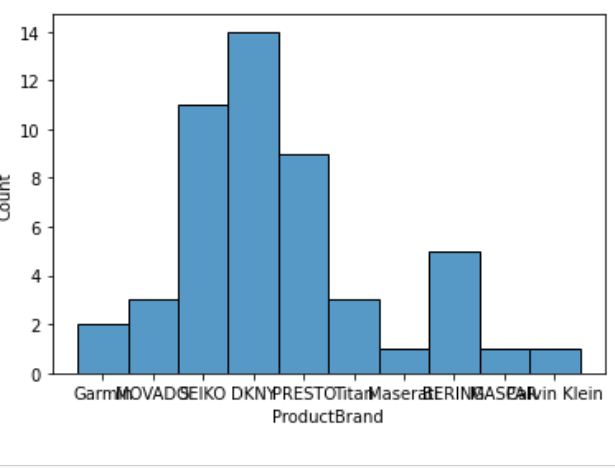 14
12
10
8
6
4
2
0
Count
Garmin MOVADO SEIKO DKNY PRESTO Titan Maserati BERING GASPAR Calvin Klein
ProductBrand